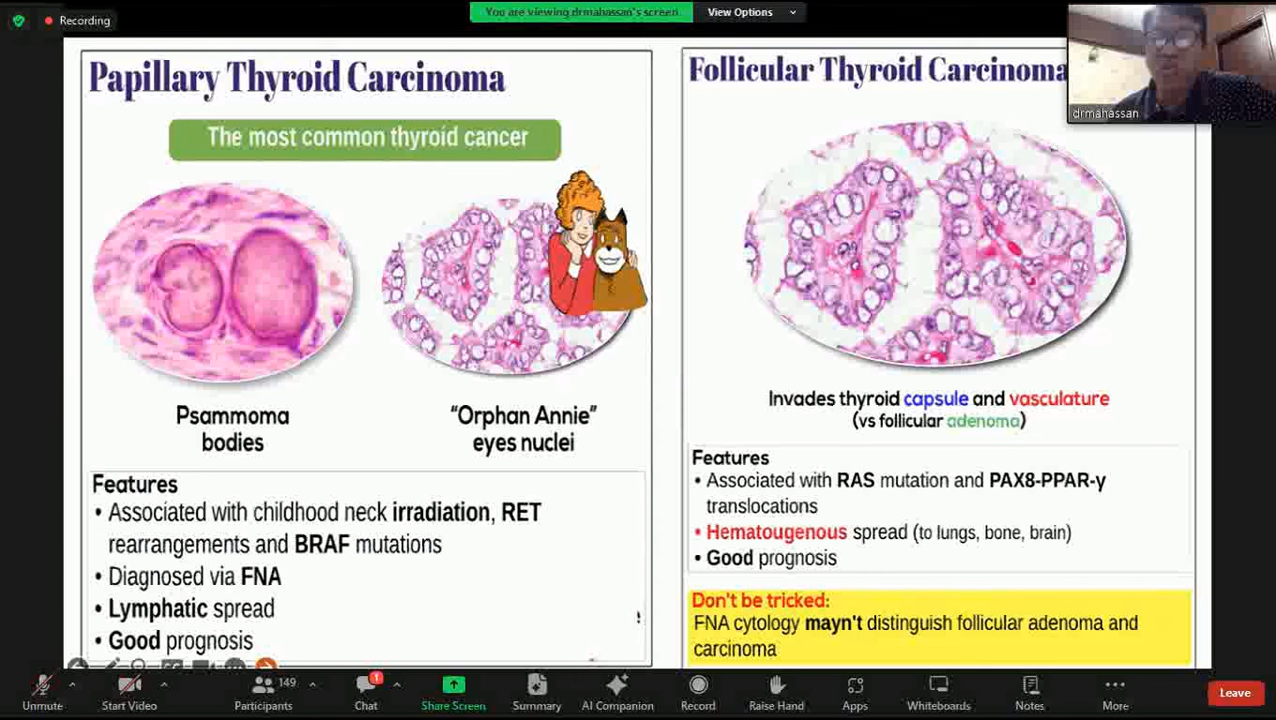 Recording
You are viewing drmahassan's screen
View Options
drmahassan
Papillary Thyroid Carcinoma
The most common thyroid cancer
Psammoma
bodies
“Orphan Annie”
eyes nuclei
Features
• Associated with childhood neck irradiation, RET
rearrangements and BRAF mutations
• Diagnosed via FNA
• Lymphatic spread
• Good prognosis
Follicular Thyroid Carcinoma
Invades thyroid capsule and vasculature
(vs follicular adenoma)
Features
• Associated with RAS mutation and PAX8-PPAR-γ
translocations
• Hematougenous spread (to lungs, bone, brain)
• Good prognosis
Don't be tricked:
FNA cytology mayn't distinguish follicular adenoma and
carcinoma
Unmute
Start Video
149
Participants
1
Chat
Share Screen
Summary
AI Companion
Record
Raise Hand
Apps
Whiteboards
Notes
More
Leave